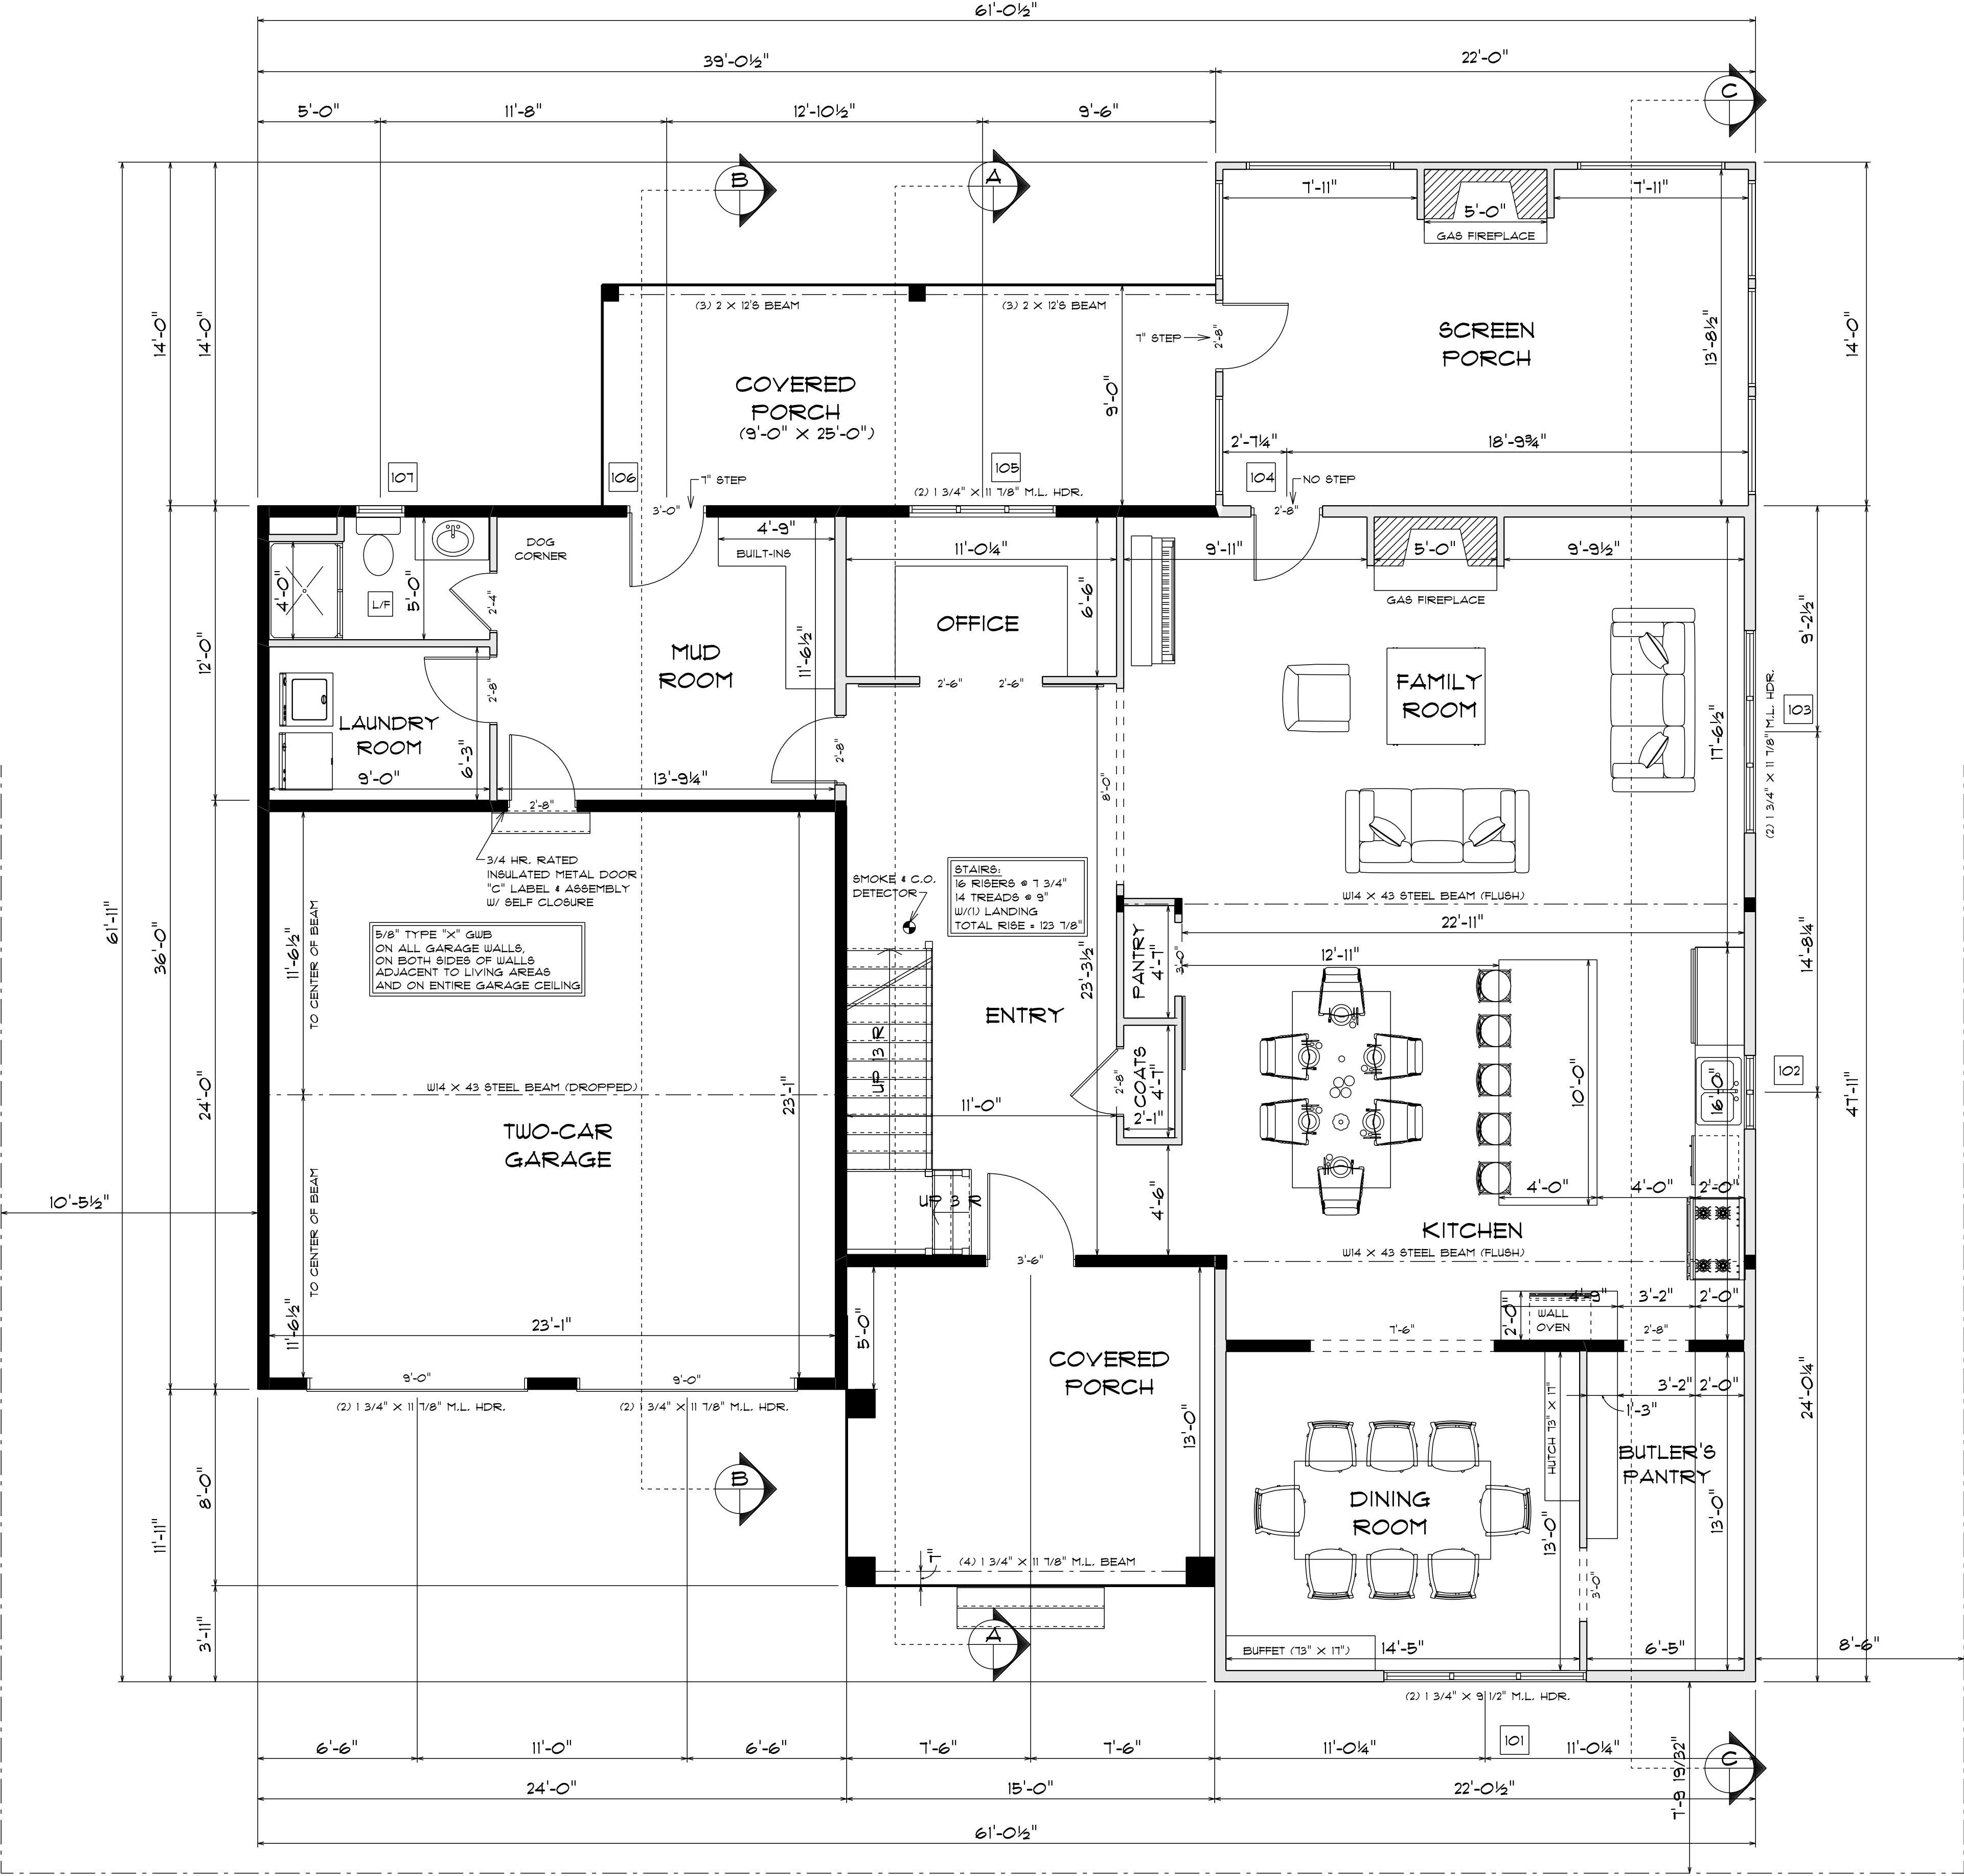 61'-0½"
39'-0½"
22'-0"
5'-0"
11'-8"
12'-10½"
9'-6"
C
B
A
7'-11"
7'-11"
5'-0"
GAS FIREPLACE
(3) 2 X 12'S BEAM
(3) 2 X 12'S BEAM
14'-0"
14'-0"
7" STEP
2'-8"
SCREEN
PORCH
13'-8½"
14'-0"
COVERED
PORCH
(9'-0" X 25'-0")
9'-0"
2'-7¼"
18'-9¾"
107
106
7" STEP
105
(2) 1 3/4" X 11 7/8" M.L. HDR.
104
NO STEP
3'-0"
2'-8"
DOG
CORNER
4'-9"
BUILT-INS
11'-0¼"
9'-11"
5'-0"
9'-9½"
4'-0"
L/F
5'-0"
2'-4"
6'-6"
GAS FIREPLACE
OFFICE
9'-2½"
12'-0"
MUD
ROOM
11'-6½"
2'-8"
2'-6"
2'-6"
FAMILY
ROOM
103
(2) 1 3/4" X 11 7/8" M.L. HDR.
17'-6½"
LAUNDRY
ROOM
9'-0"
6'-3"
13'-9¼"
2'-8"
8'-0"
2'-8"
3/4 HR. RATED
INSULATED METAL DOOR
"C" LABEL & ASSEMBLY
W/ SELF CLOSURE
SMOKE & C.O.
DETECTOR
STAIRS:
16 RISERS @ 7 3/4"
14 TREADS @ 9"
W/(1) LANDING
TOTAL RISE = 123 7/8"
W14 X 43 STEEL BEAM (FLUSH)
22'-11"
61'-11"
36'-0"
11'-6½"
TO CENTER OF BEAM
5/8" TYPE "X" GWB
ON ALL GARAGE WALLS,
ON BOTH SIDES OF WALLS
ADJACENT TO LIVING AREAS
AND ON ENTIRE GARAGE CEILING
23'-3½"
PANTRY
4'-7"
3'-0"
12'-11"
14'-8¼"
ENTRY
UP 13 R
24'-0"
W14 X 43 STEEL BEAM (DROPPED)
23'-1"
11'-0"
2'-8"
COATS
4'-7"
2'-1"
10'-0"
16'-0"
102
47'-11"
TWO-CAR
GARAGE
10'-5½"
TO CENTER OF BEAM
UP 3 R
4'-6"
4'-0"
4'-0"
2'-0"
KITCHEN
W14 X 43 STEEL BEAM (FLUSH)
3'-6"
11'-6½"
23'-1"
5'-0"
2'-0"
4'-9"
3'-2"
2'-0"
WALL
OVEN
7'-6"
2'-8"
COVERED
PORCH
9'-0"
9'-0"
(2) 1 3/4" X 11 7/8" M.L. HDR.
(2) 1 3/4" X 11 7/8" M.L. HDR.
3'-2"
2'-0"
1'-3"
24'-0¼"
13'-0"
HUTCH 73" X 17"
BUTLER'S
PANTRY
B
8'-0"
11'-11"
DINING
ROOM
13'-0"
13'-0"
7"
(4) 1 3/4" X 11 7/8" M.L. BEAM
3'-0"
3'-11"
A
BUFFET (73" X 17")
14'-5"
6'-5"
8'-6"
(2) 1 3/4" X 9 1/2" M.L. HDR.
101
6'-6"
11'-0"
6'-6"
7'-6"
7'-6"
11'-0¼"
11'-0¼"
C
7'-9 19/32"
24'-0"
15'-0"
22'-0½"
61'-0½"